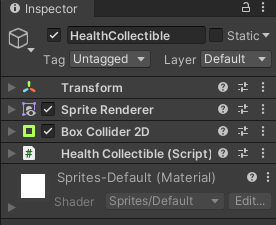 Inspector
HealthCollectible Static
Tag Untagged Layer Default
Transform
Sprite Renderer
Box Collider 2D
# Health Collectible (Script)
Sprites-Default (Material)
Shader Sprites/Default Edit...